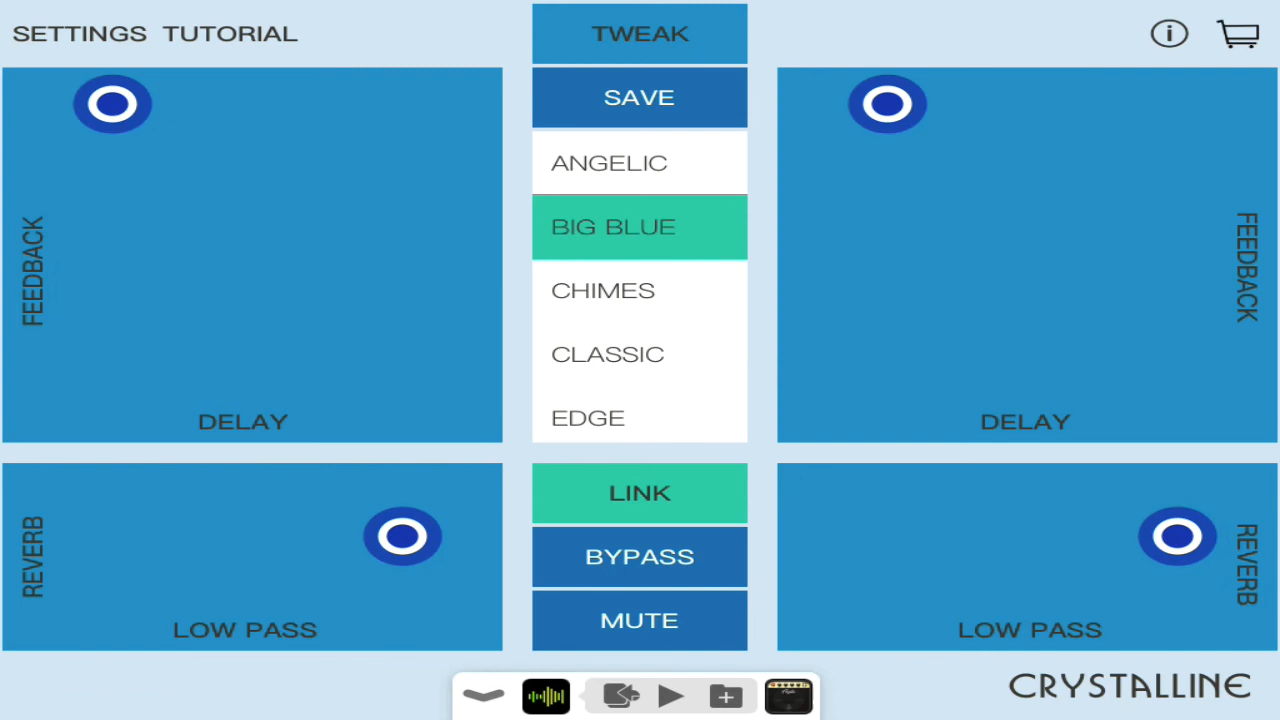 SETTINGS TUTORIAL
TWEAK
i
SAVE
ANGELIC
BIG BLUE
CHIMES
CLASSIC
EDGE
FEEDBACK
DELAY
FEEDBACK
DELAY
LINK
BYPASS
MUTE
REVERB
LOW PASS
REVERB
LOW PASS
CRYSTALLINE